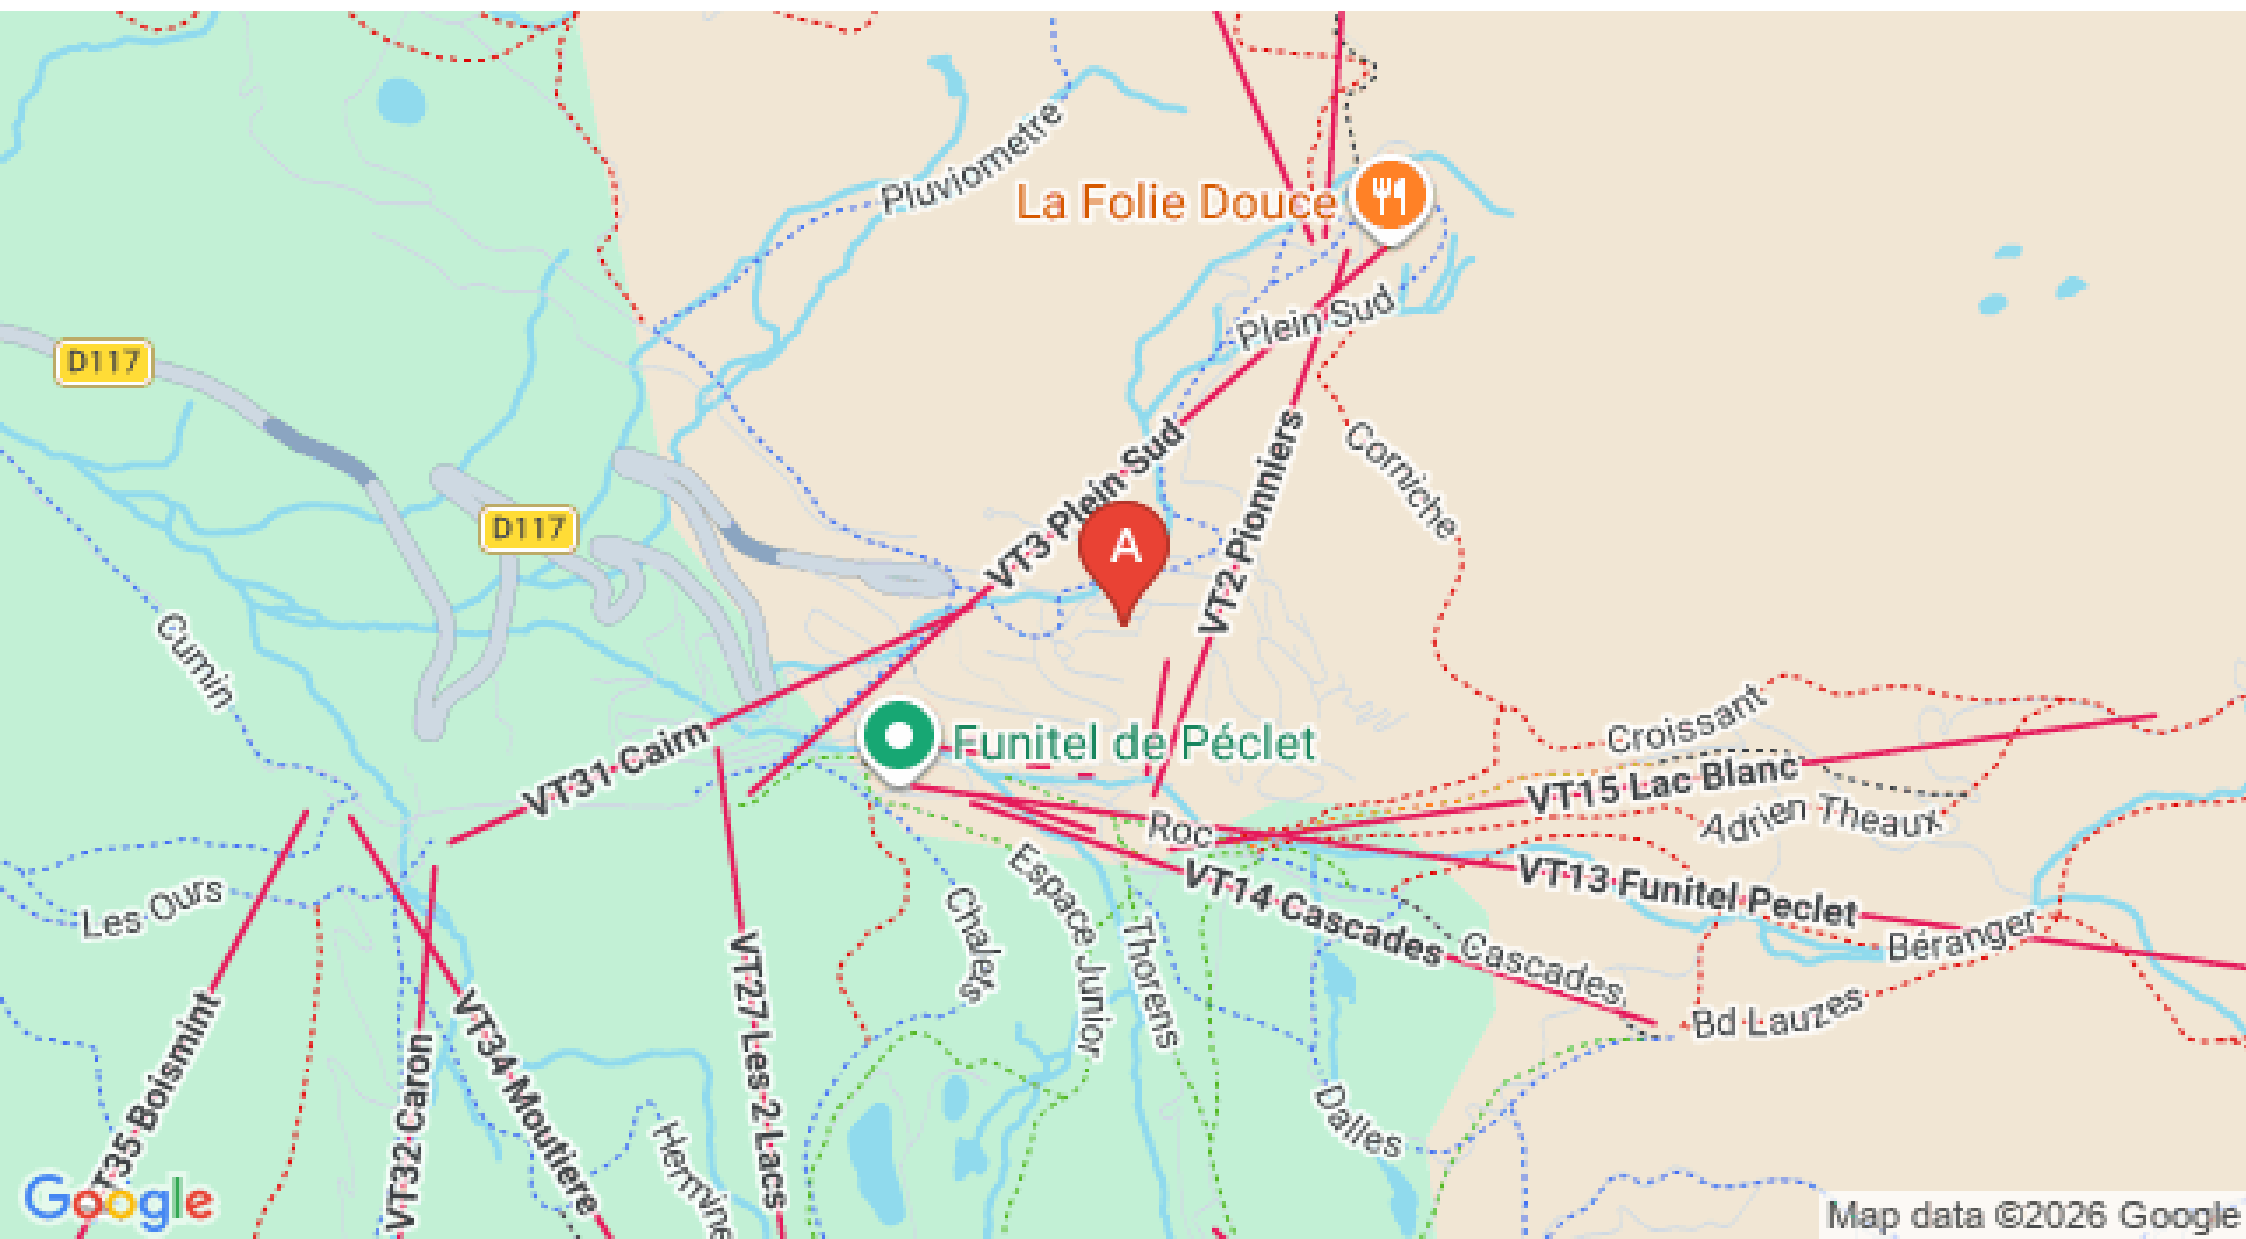 Pluviometre
La Folie Douce
Plein Sud
D117
VT3 Plein Sud
VT2 Pionniers
Corniche
D117
A
Cumin
Croissant
Funitel de Péclet
VT31 Cairn
VT15 Lac Blanc
Adrien Theaux
Roc
VT13 Funitel Peclet
VT14 Cascades
Les Ours
Espace Junior
Chalets
Thorens
Cascades
Béranger
Bd Lauzes
VT27 Les 2 Lacs
VT34 Moutiere
VT35 Boismint
VT32 Caron
Dalles
Hermine
Google
Map data ©2026 Google